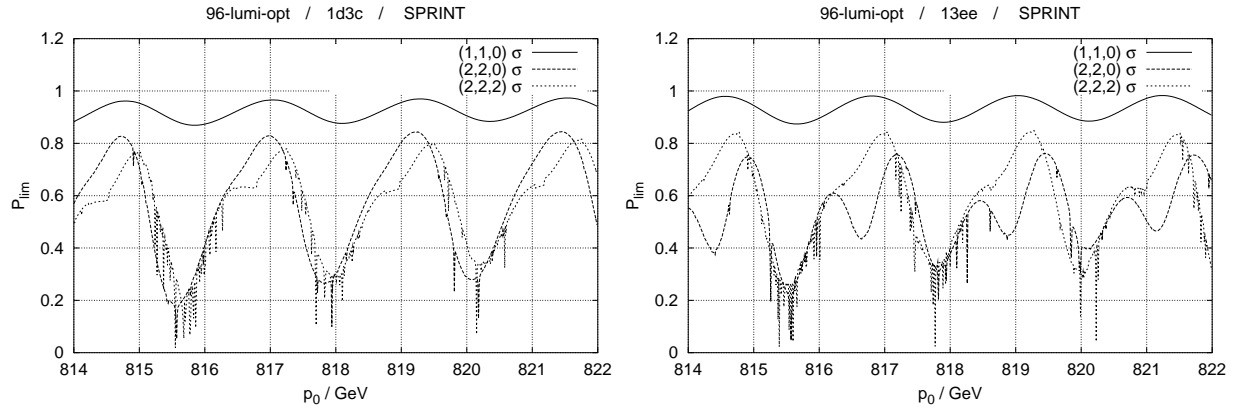 96-lumi-opt / 1d3c / SPRINT
1.2
1
0.8
0.6
0.4
0.2
0
P_lim
(1,1,0) σ
(2,2,0) σ
(2,2,2) σ
814 815 816 817 818 819 820 821 822
p_0 / GeV
96-lumi-opt / 13ee / SPRINT
1.2
1
0.8
0.6
0.4
0.2
0
P_lim
(1,1,0) σ
(2,2,0) σ
(2,2,2) σ
814 815 816 817 818 819 820 821 822
p_0 / GeV